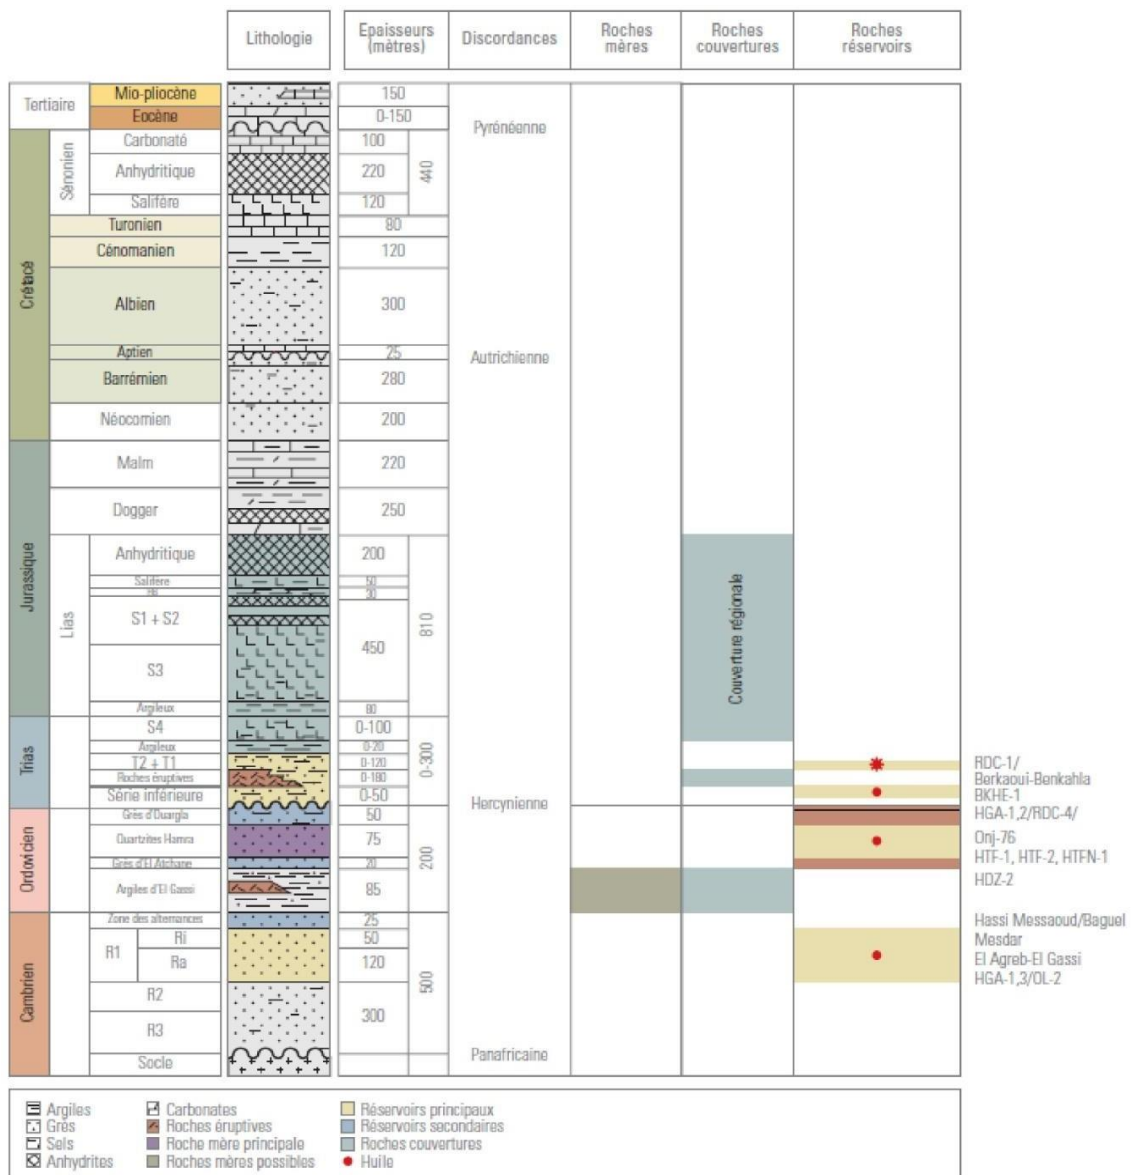 Lithologie
Epaisseurs
(mètres)
Discordances
Roches
mères
Roches
couvertures
Roches
réservoirs
Tertiaire
Mio-pliocène
150
Eocène
0-150
Pyrénéenne
Crétacé
Sénonien
Carbonaté
100
Anhydritique
220
440
Salifère
120
Turonien
80
Cénomanien
120
Albien
300
Aptien
25
Autrichienne
Barrémien
280
Néocomien
200
Jurassique
Malm
220
Dogger
250
Lias
Anhydritique
200
Salifère
50
30
S1 + S2
450
810
S3
Argileux
80
Couverture régionale
Trias
S4
0-100
Argileux
0-20
0-300
T2 + T1
0-120
Roches éruptives
0-180
Série inférieure
0-50
Hercynienne
RDC-1/
Berkaoui-Benkahla
BKHE-1
HGA-1,2/RDC-4/
Ordovicien
Grès d'Ouargla
50
Quartzites Hamra
75
200
Grès d'El Atchane
20
Argiles d'El Gassi
85
Onj-76
HTF-1, HTF-2, HTFN-1
HDZ-2
Cambrien
Zone des alternances
25
R1
Ri
50
Ra
120
500
R2
300
R3
Socle
Panafricaine
Hassi Messaoud/Baguel
Mesdar
El Agreb-El Gassi
HGA-1,3/OL-2
Argiles
Grès
Sels
Anhydrites
Carbonates
Roches éruptives
Roche mère principale
Roches mères possibles
Réservoirs principaux
Réservoirs secondaires
Roches couvertures
Huile